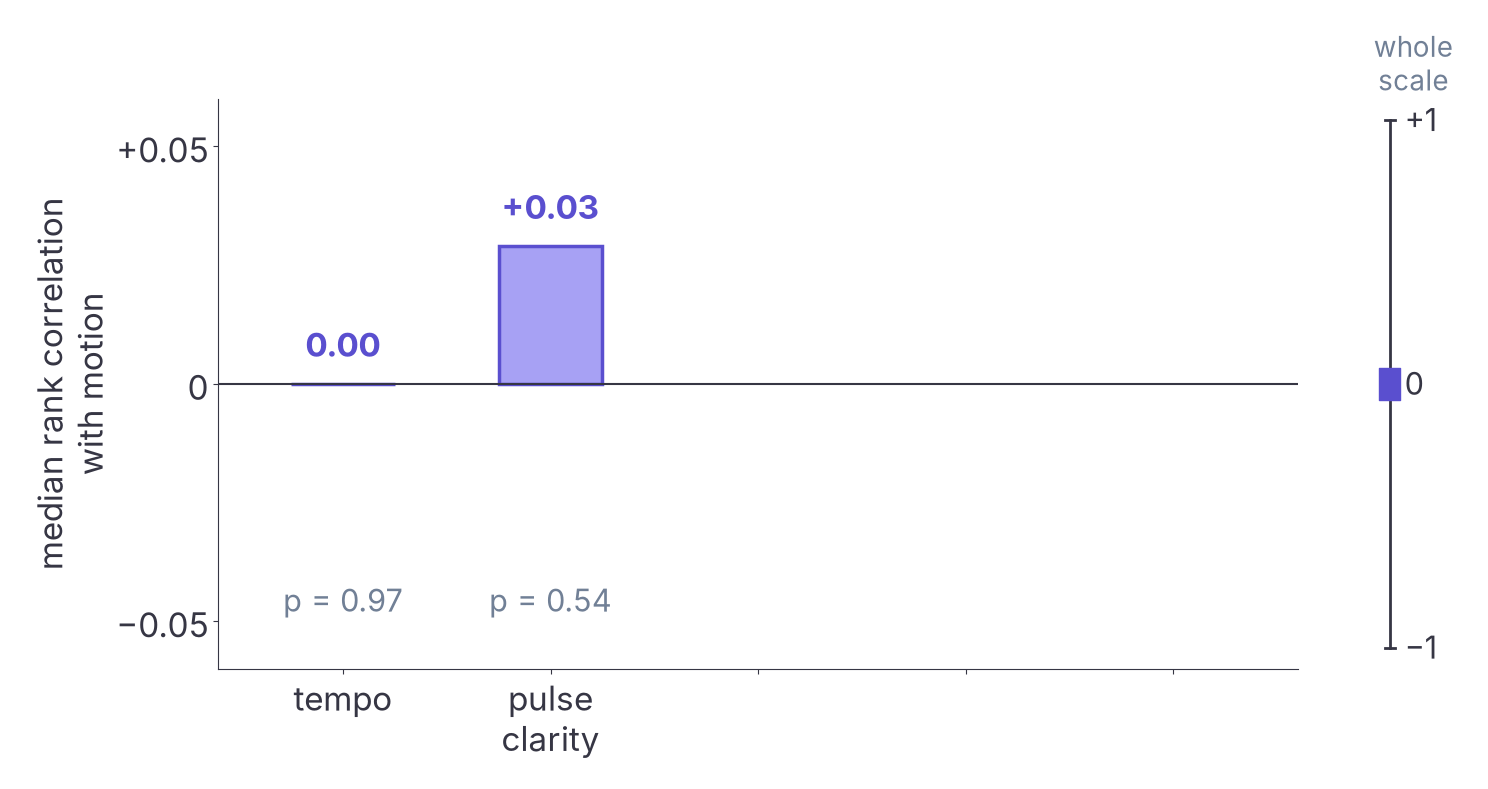 whole
scale
+1
0
−1
median rank correlation
with motion
+0.05
0
−0.05
0.00
+0.03
p = 0.97
p = 0.54
tempo
pulse
clarity